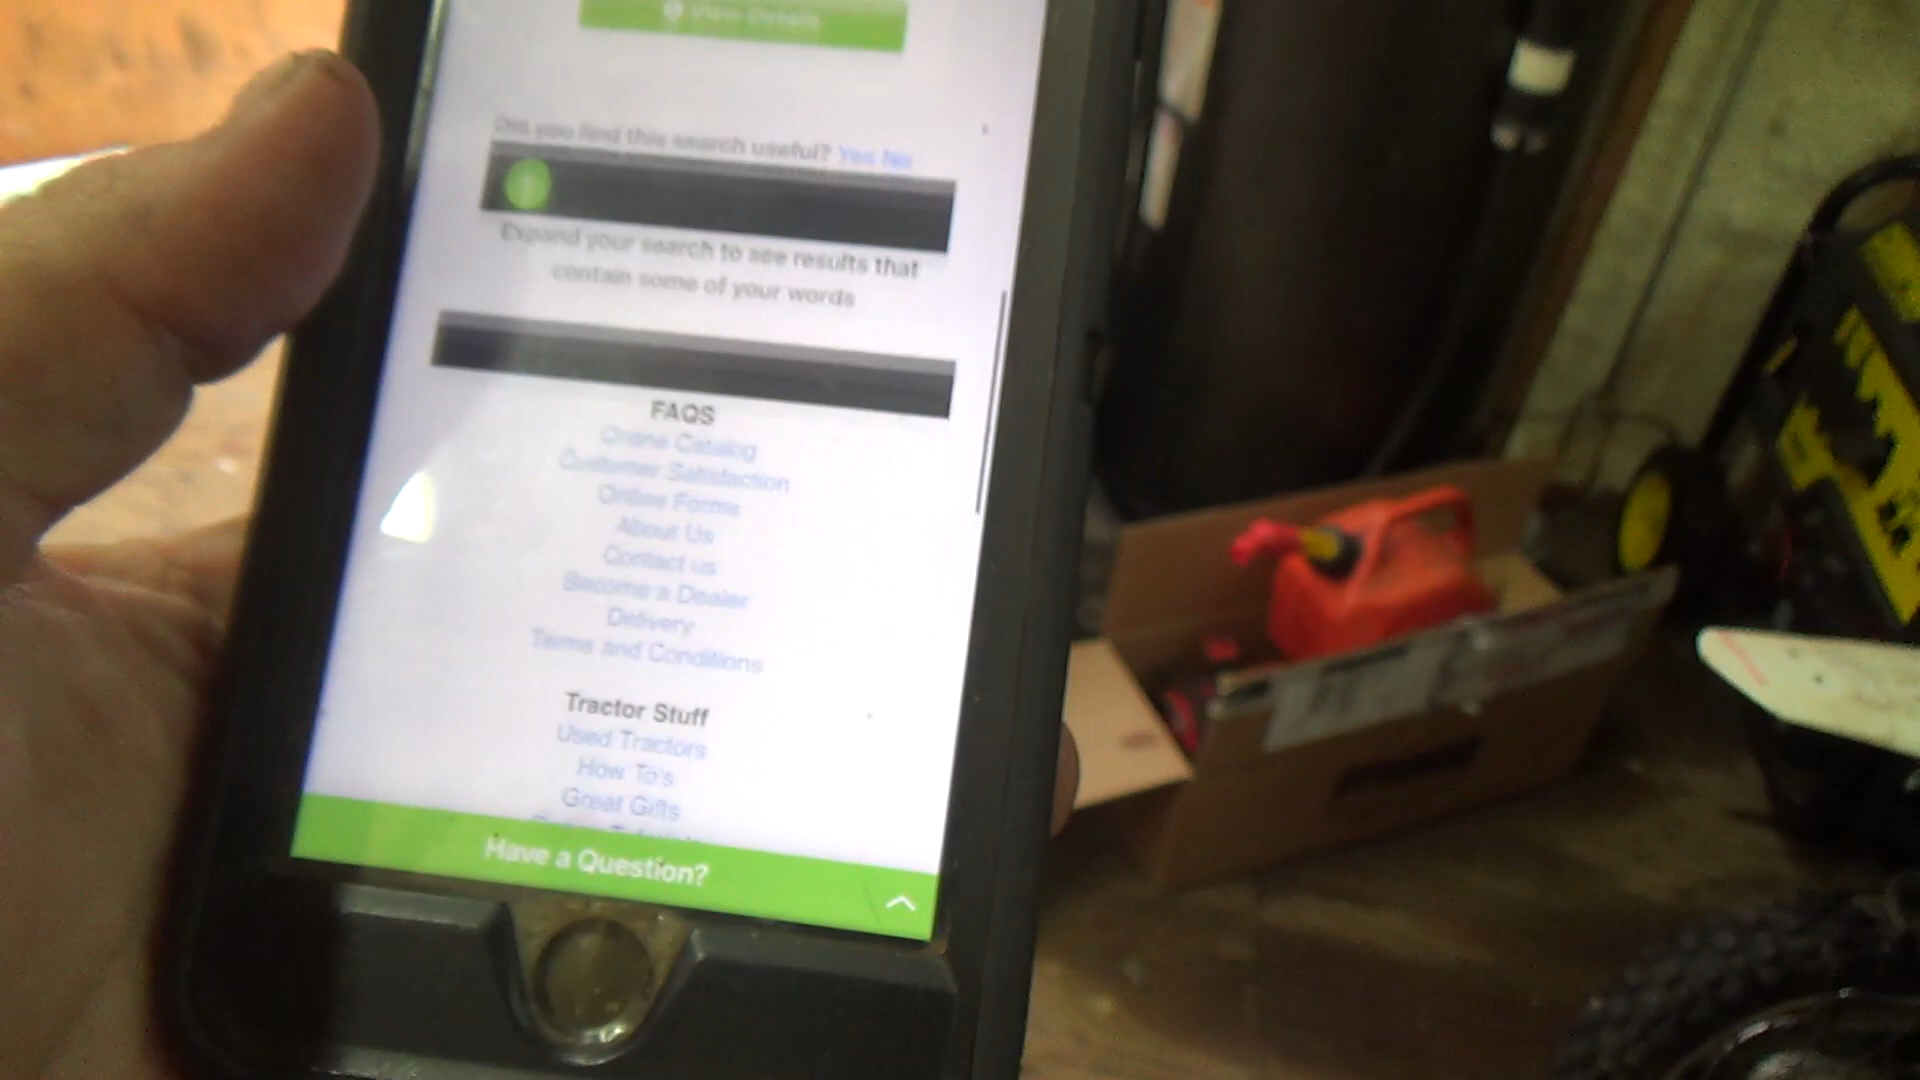 View Details
Did you find this search useful? Yes No
Expand your search to see results that
contain some of your words
FAQS
Online Catalog
Customer Satisfaction
Online Forms
About Us
Contact us
Become a Dealer
Delivery
Terms and Conditions
Tractor Stuff
Used Tractors
How To's
Great Gifts
Have a Question?